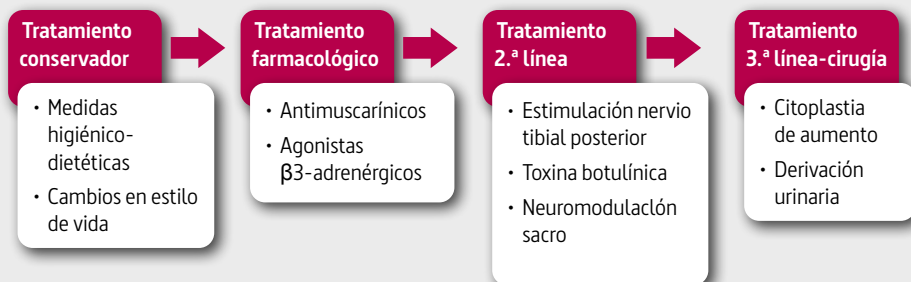 Tratamiento
conservador
• Medidas
higiénico-
dietéticas
• Cambios en estilo
de vida
Tratamiento
farmacológico
• Antimuscarínicos
• Agonistas
β3-adrenérgicos
Tratamiento
2.ª línea
• Estimulación nervio
tibial posterior
• Toxina botulínica
• Neuromodulaclón
sacro
Tratamiento
3.ª línea-cirugía
• Citoplastia
de aumento
• Derivación
urinaria